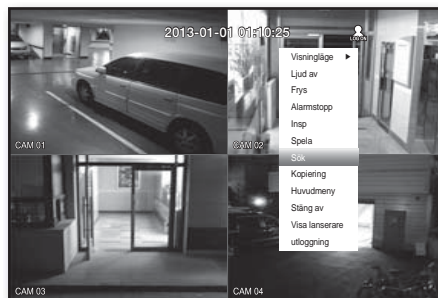 2013-01-01 01:10:25
LOG ON
Visningläge ▶
Ljud av
Frys
Alarmstopp
Insp
CAM 01
CAM 02
Spela
Sök
Kopiering
Huvudmeny
Stäng av
Visa lanserare
utloggning
CAM 03
CAM 04